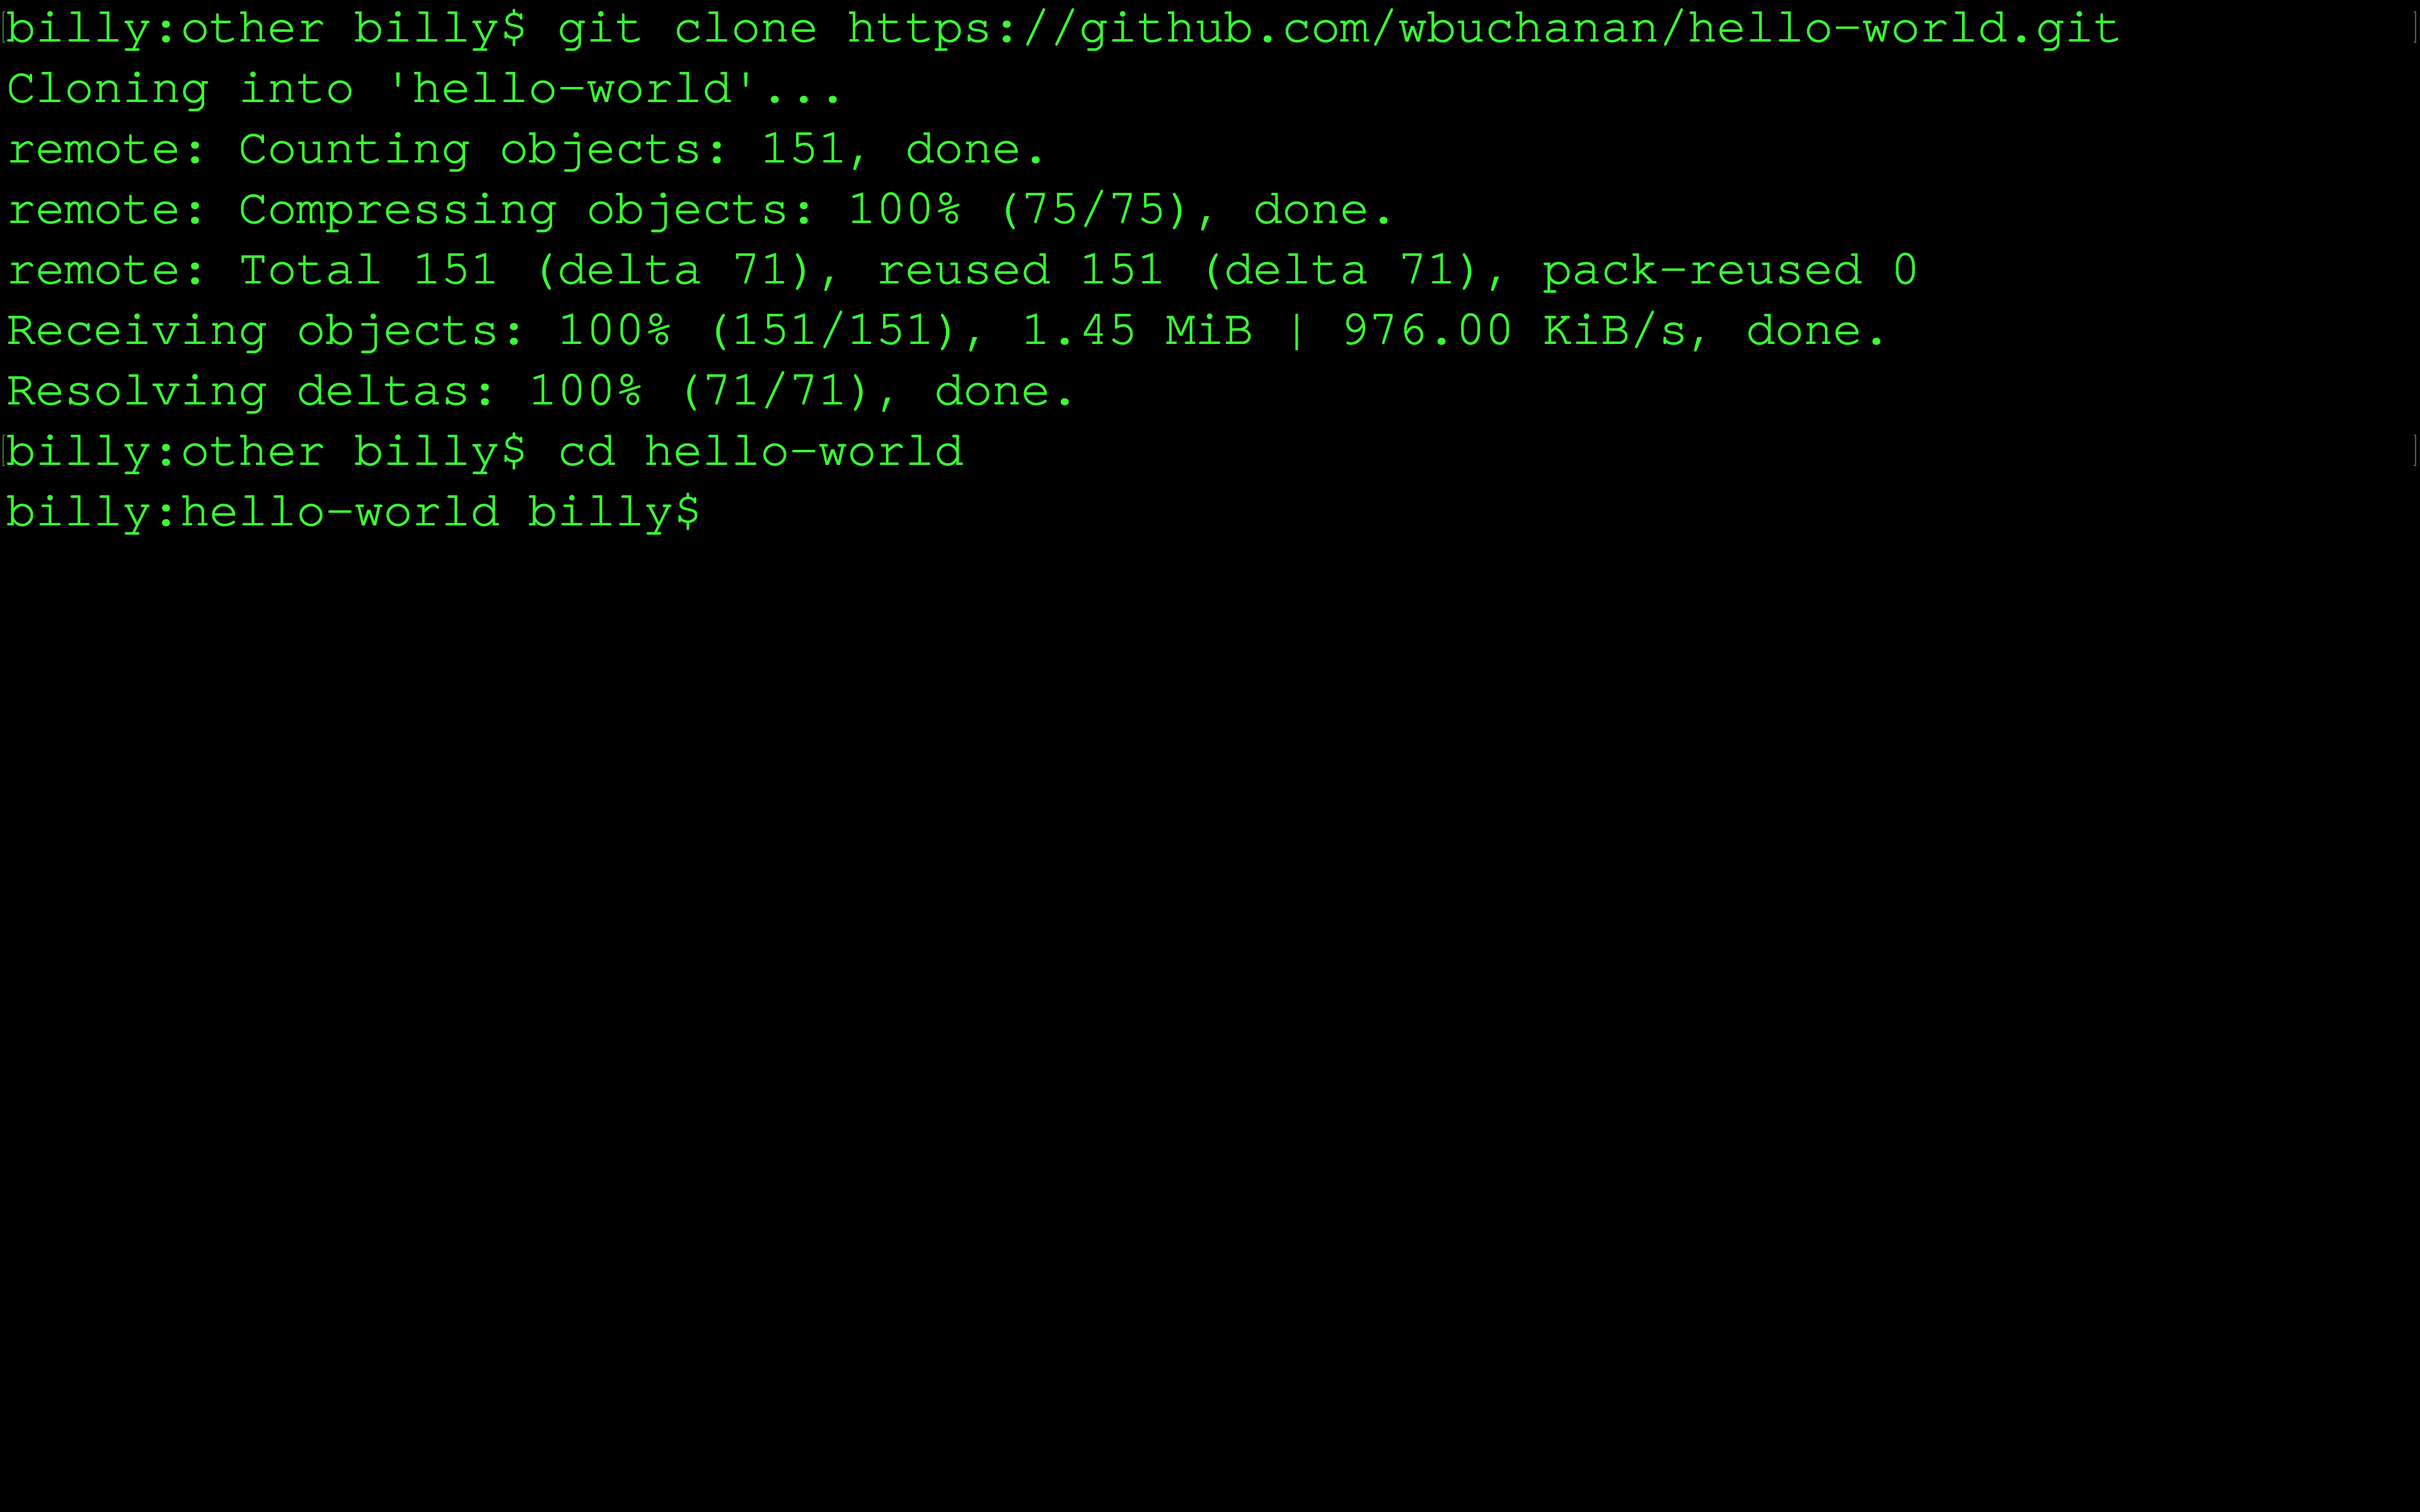 billy:other billy$ git clone https://github.com/wbuchanan/hello-world.git
Cloning into 'hello-world'...
remote: Counting objects: 151, done.
remote: Compressing objects: 100% (75/75), done.
remote: Total 151 (delta 71), reused 151 (delta 71), pack-reused 0
Receiving objects: 100% (151/151), 1.45 MiB | 976.00 KiB/s, done.
Resolving deltas: 100% (71/71), done.
billy:other billy$ cd hello-world
billy:hello-world billy$